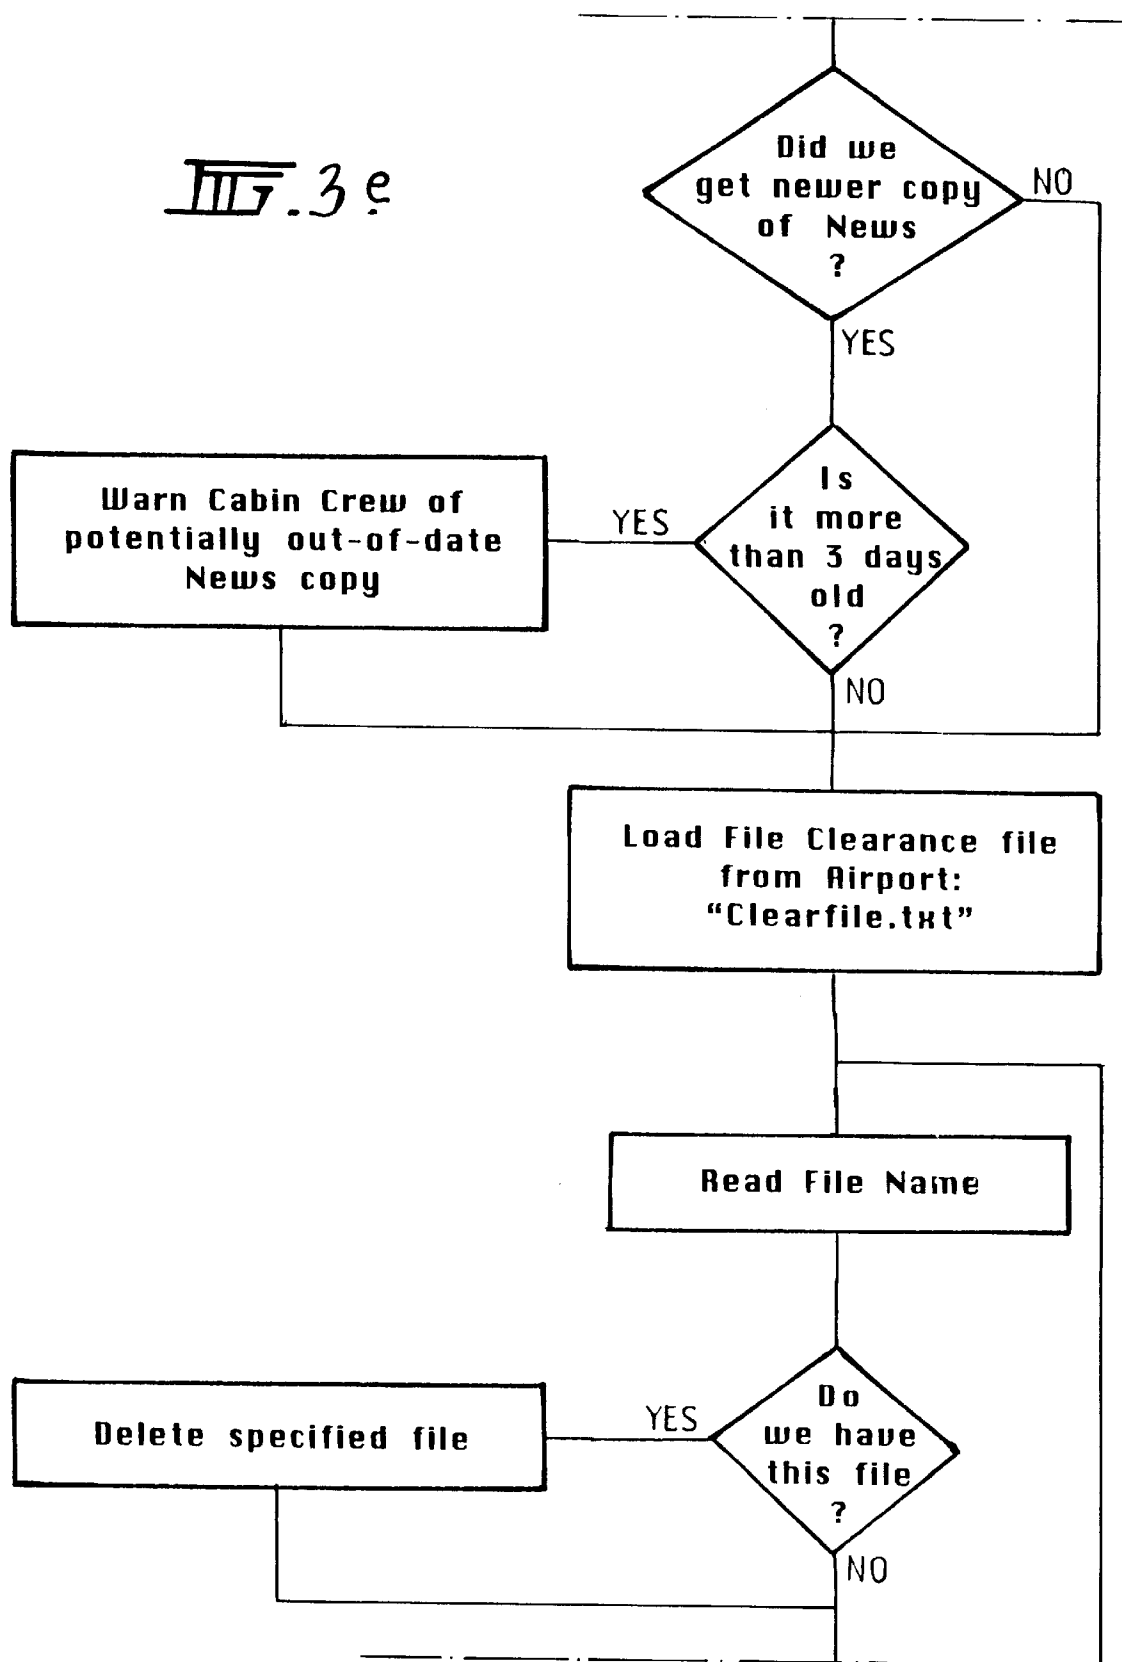 FIG. 3e
Did we
get newer copy
of News
?
NO
YES
Is
it more
than 3 days
old
?
YES
Warn Cabin Crew of
potentially out-of-date
News copy
NO
Load File Clearance file
from Airport:
“Clearfile.txt”
Read File Name
Do
we have
this file
?
YES
Delete specified file
NO